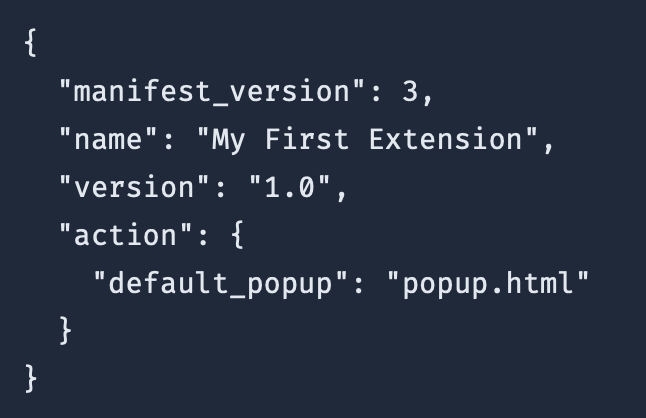 {
  "manifest_version": 3,
  "name": "My First Extension",
  "version": "1.0",
  "action": {
    "default_popup": "popup.html"
  }
}